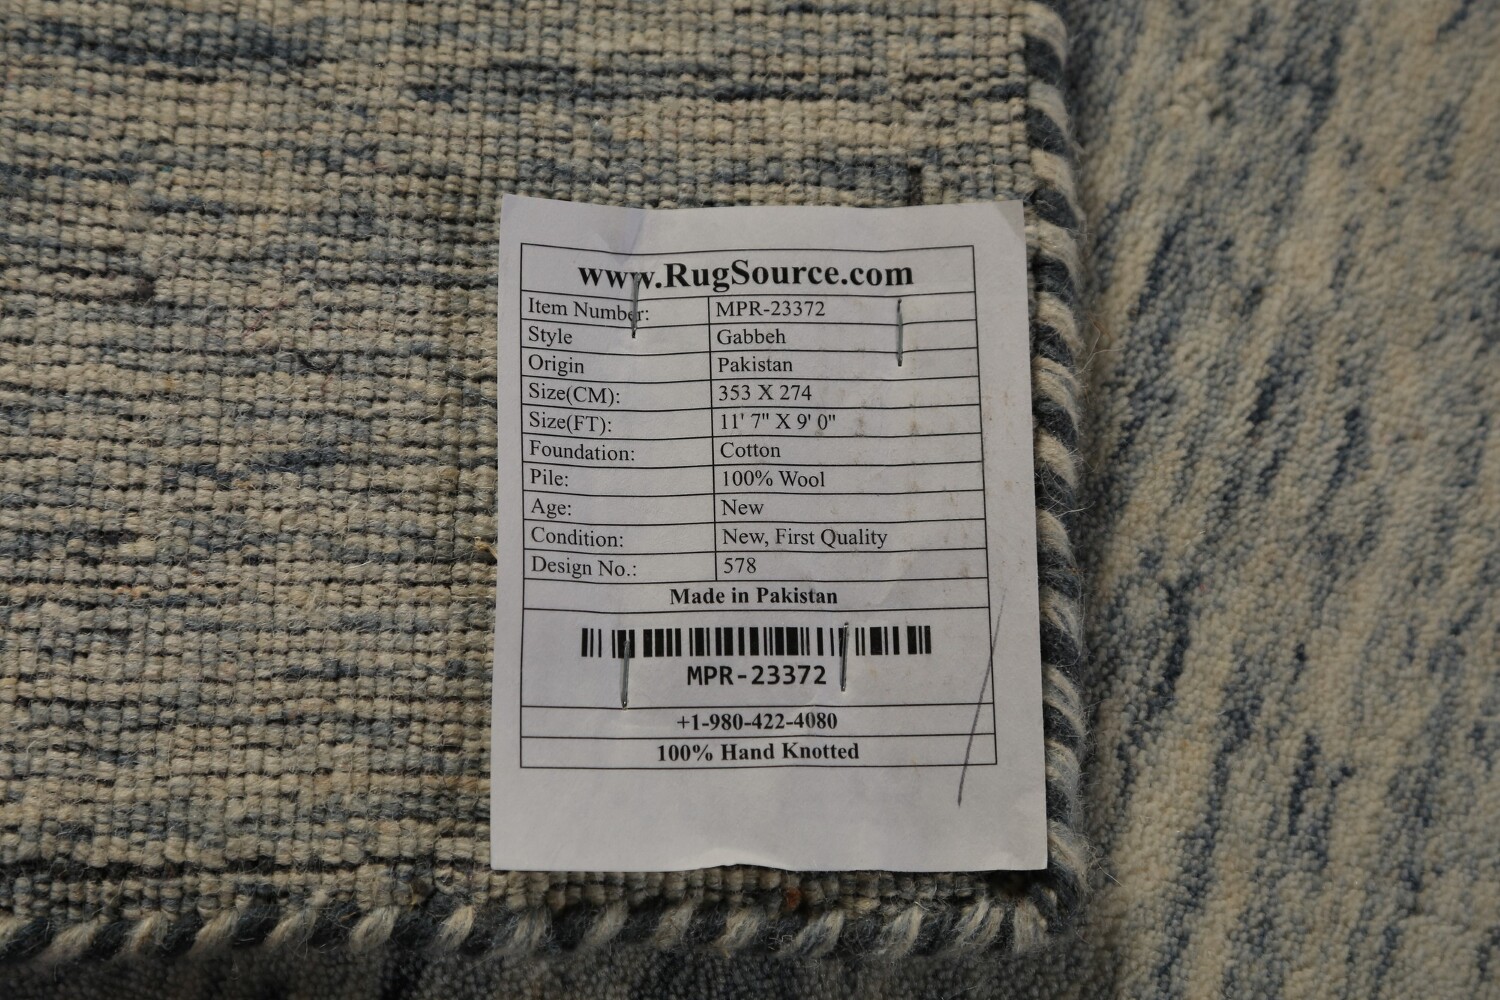 www.RugSource.com
Item Number: MPR-23372
Style Gabbeh
Origin Pakistan
Size(CM): 353 X 274
Size(FT): 11' 7" X 9' 0"
Foundation: Cotton
Pile: 100% Wool
Age: New
Condition: New, First Quality
Design No.: 578
Made in Pakistan
MPR-23372
+1-980-422-4080
100% Hand Knotted